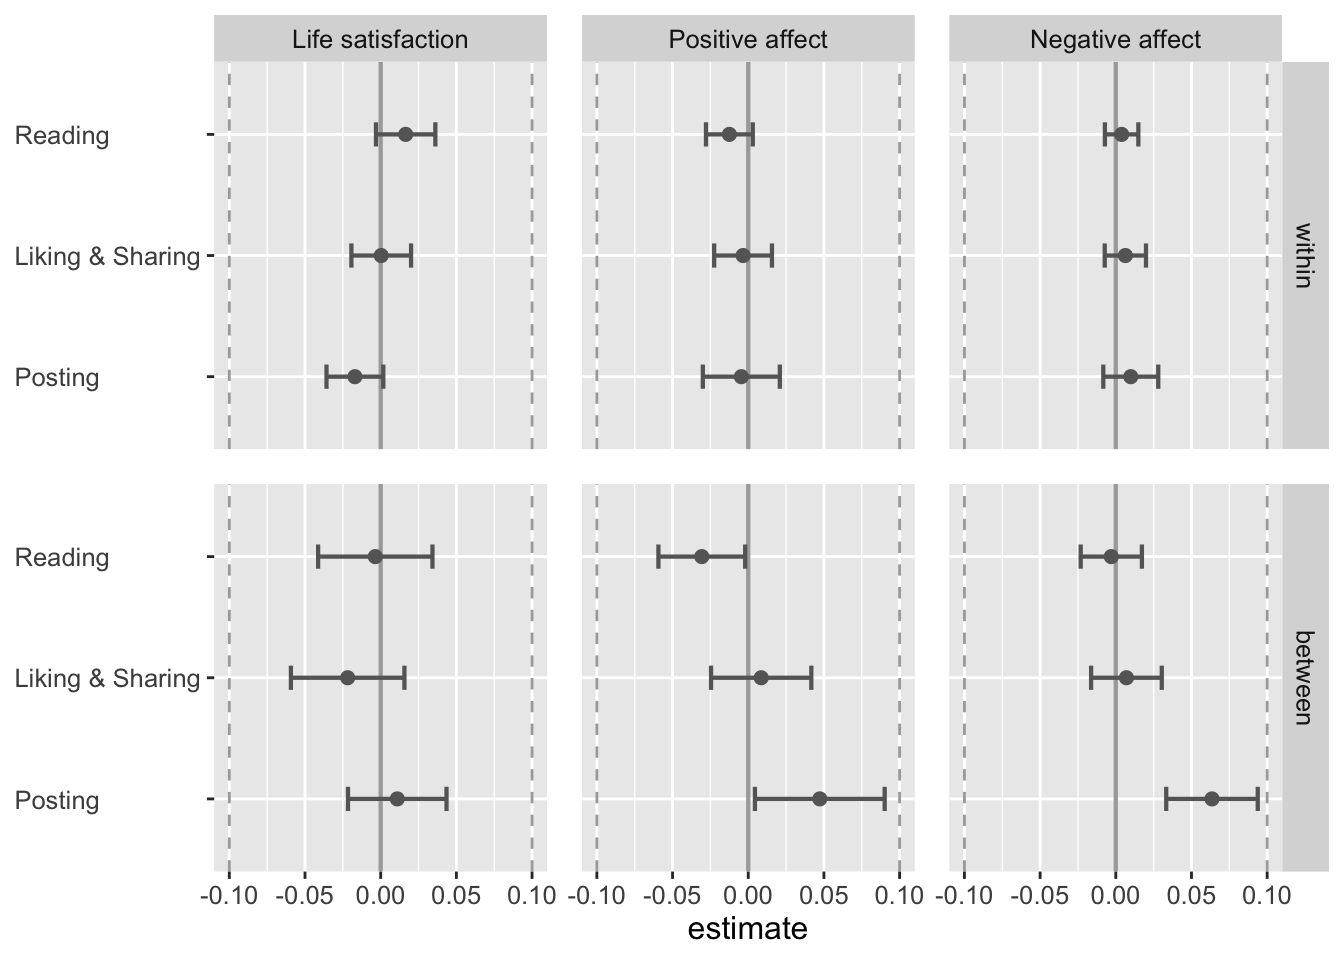 Life satisfaction
Positive affect
Negative affect
Reading
Liking & Sharing
Posting
within
Reading
Liking & Sharing
Posting
between
-0.10 -0.05 0.00 0.05 0.10 -0.10 -0.05 0.00 0.05 0.10 -0.10 -0.05 0.00 0.05 0.10
estimate